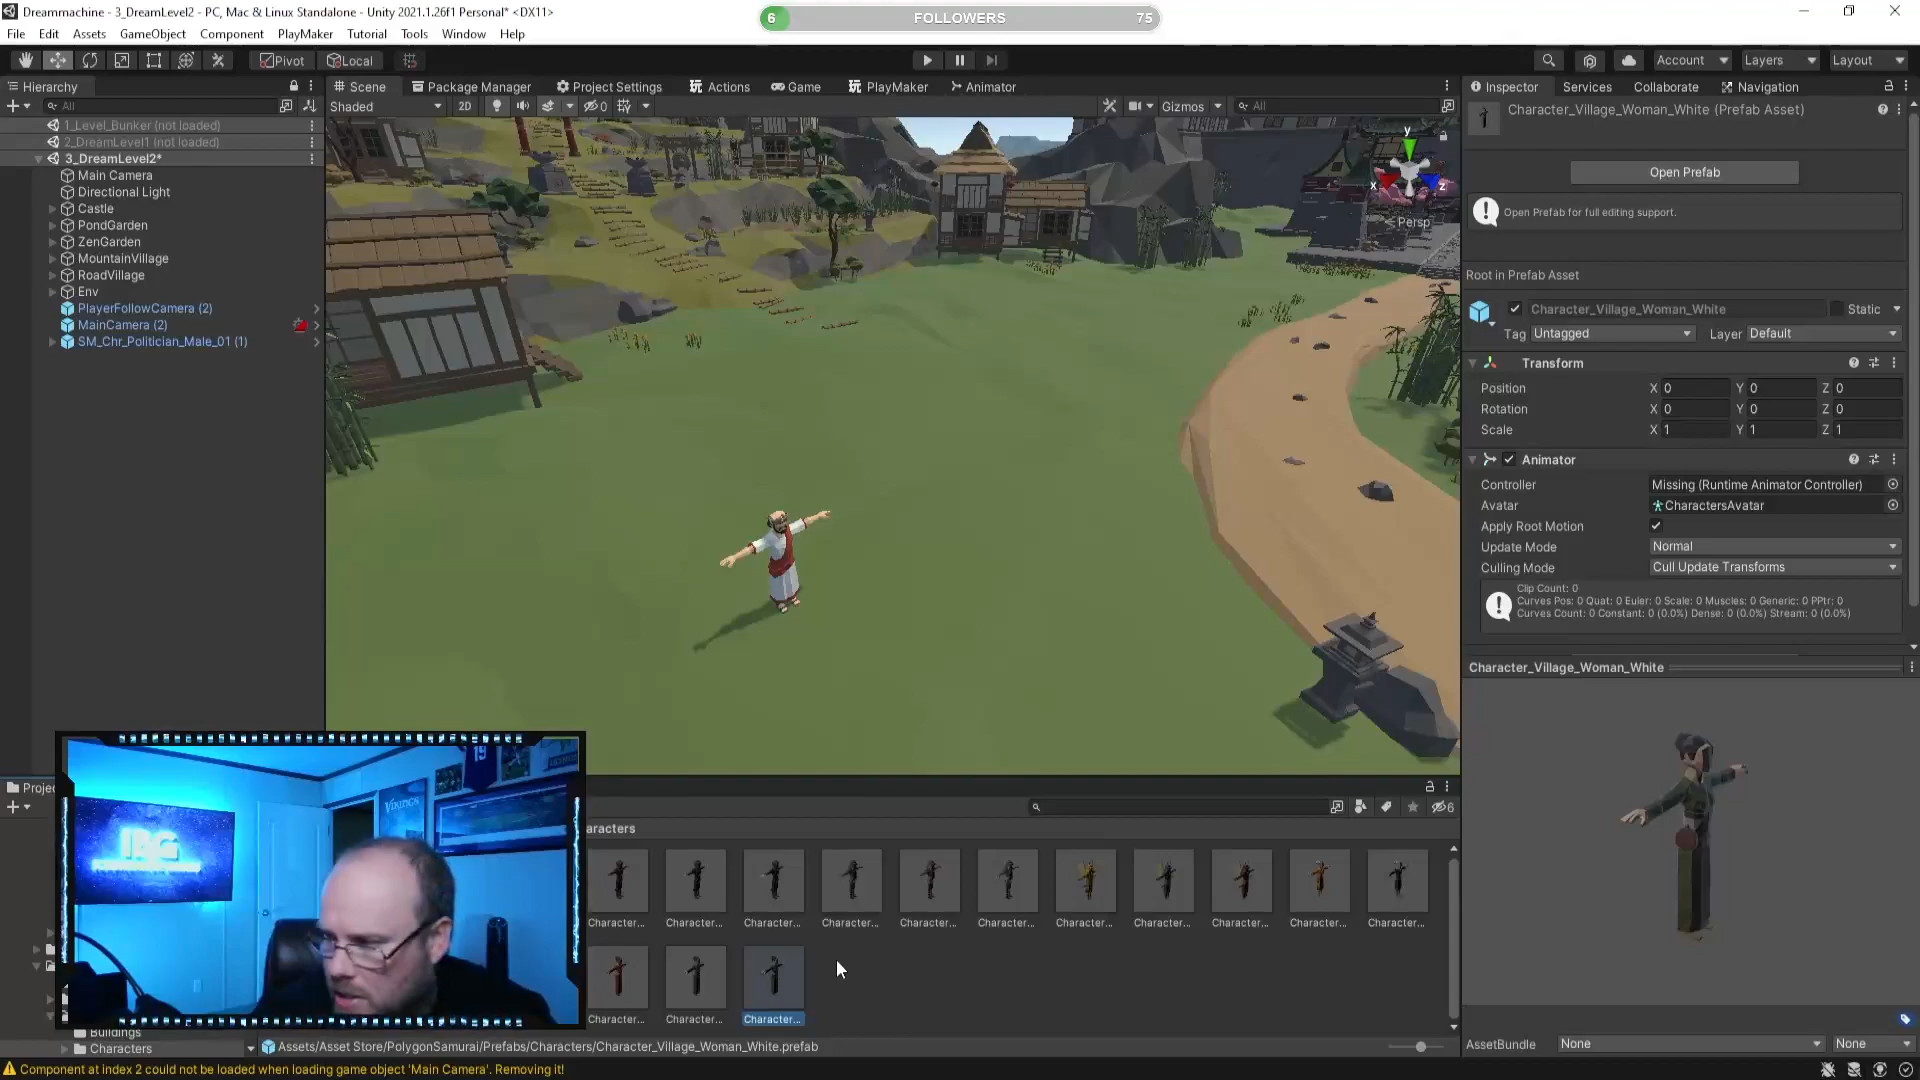 Dreammachine - 3_DreamLevel2 - PC, Mac & Linux Standalone - Unity 2021.1.26f1 Personal* <DX11>
6 FOLLOWERS 75
File Edit Assets GameObject Component PlayMaker Tutorial Tools Window Help
Pivot Local
Account Layers Layout
Hierarchy
Scene Package Manager Project Settings Actions Game PlayMaker Animator
Inspector Services Collaborate Navigation
All
Shaded 2D 0 Gizmos All
1_Level_Bunker (not loaded)
2_DreamLevel1 (not loaded)
3_DreamLevel2*
Main Camera
Directional Light
Castle
PondGarden
ZenGarden
MountainVillage
RoadVillage
Env
PlayerFollowCamera (2)
MainCamera (2)
SM_Chr_Politician_Male_01 (1)
y
x z
Persp
Character_Village_Woman_White (Prefab Asset)
Open Prefab
Open Prefab for full editing support.
Root in Prefab Asset
Character_Village_Woman_White Static
Tag Untagged Layer Default
Transform
Position X 0 Y 0 Z 0
Rotation X 0 Y 0 Z 0
Scale X 1 Y 1 Z 1
Animator
Controller Missing (Runtime Animator Controller)
Avatar CharactersAvatar
Apply Root Motion
Update Mode Normal
Culling Mode Cull Update Transforms
Clip Count: 0
Curves Pos: 0 Quat: 0 Euler: 0 Scale: 0 Muscles: 0 Generic: 0 PPtr: 0
Curves Count: 0 Constant: 0 (0.0%) Dense: 0 (0.0%) Stream: 0 (0.0%)
Character_Village_Woman_White
AssetBundle None None
Projec
6
aracters
Character... Character... Character... Character... Character... Character... Character... Character... Character... Character... Character...
Character... Character... Character...
19
VIKINGS
IBG
Buildings
Characters
Assets/Asset Store/PolygonSamurai/Prefabs/Characters/Character_Village_Woman_White.prefab
Component at index 2 could not be loaded when loading game object 'Main Camera'. Removing it!